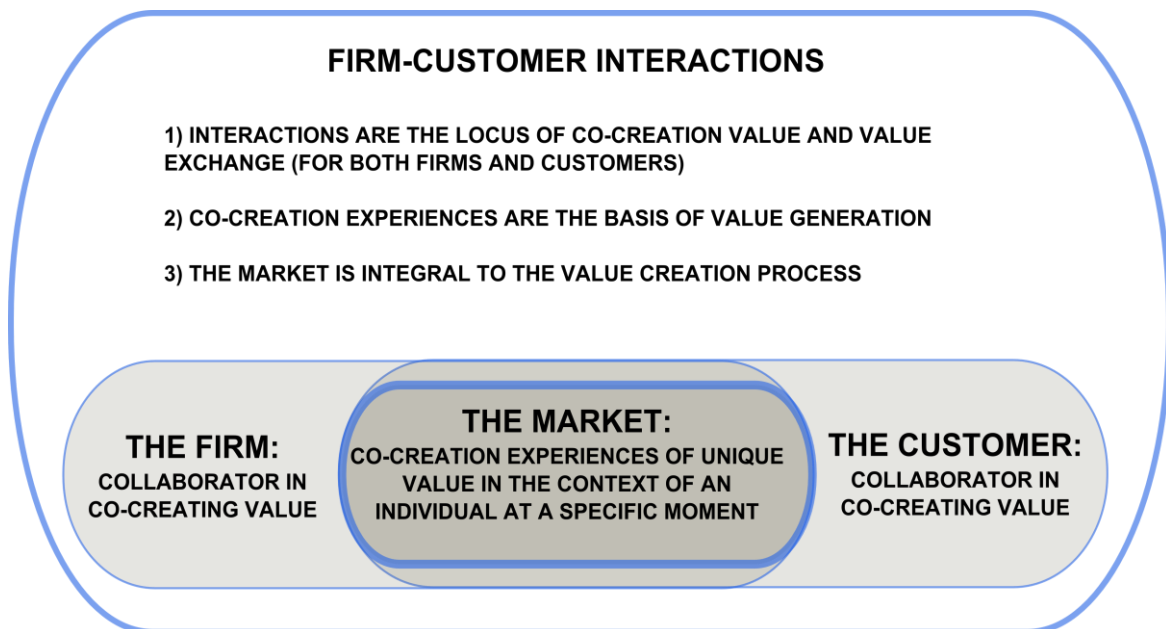 FIRM-CUSTOMER INTERACTIONS
1) INTERACTIONS ARE THE LOCUS OF CO-CREATION VALUE AND VALUE
EXCHANGE (FOR BOTH FIRMS AND CUSTOMERS)
2) CO-CREATION EXPERIENCES ARE THE BASIS OF VALUE GENERATION
3) THE MARKET IS INTEGRAL TO THE VALUE CREATION PROCESS
THE FIRM:
COLLABORATOR IN
CO-CREATING VALUE
THE MARKET:
CO-CREATION EXPERIENCES OF UNIQUE
VALUE IN THE CONTEXT OF AN
INDIVIDUAL AT A SPECIFIC MOMENT
THE CUSTOMER:
COLLABORATOR IN
CO-CREATING VALUE